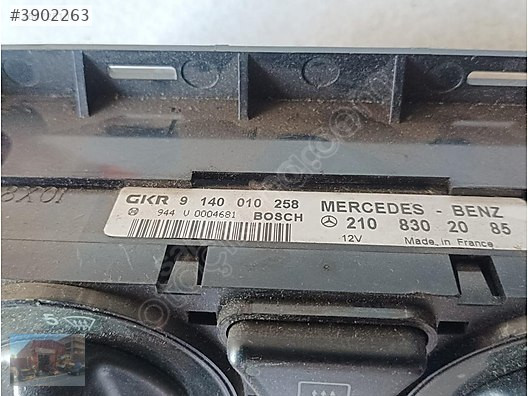 #3902263
8X01
GKR 9 140 010 258
944 U 0004681 BOSCH
MERCEDES - BENZ
210 830 20 85
12V Made in France